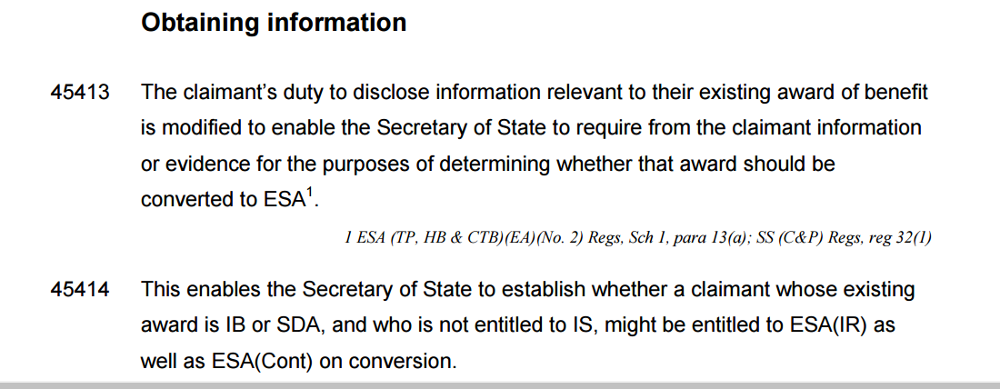 Obtaining information
45413 The claimant’s duty to disclose information relevant to their existing award of benefit
is modified to enable the Secretary of State to require from the claimant information
or evidence for the purposes of determining whether that award should be
converted to ESA1.
1 ESA (TP, HB & CTB)(EA)(No. 2) Regs, Sch 1, para 13(a); SS (C&P) Regs, reg 32(1)
45414 This enables the Secretary of State to establish whether a claimant whose existing
award is IB or SDA, and who is not entitled to IS, might be entitled to ESA(IR) as
well as ESA(Cont) on conversion.